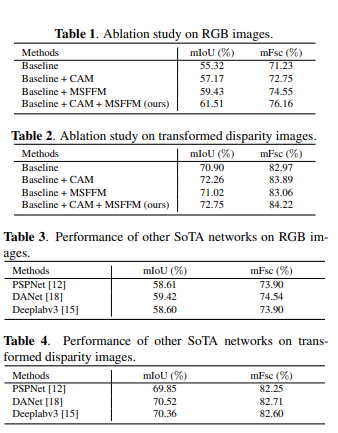 Table 1. Ablation study on RGB images.
Methods mIoU (%) mFsc (%)
Baseline 55.32 71.23
Baseline + CAM 57.17 72.75
Baseline + MSFFM 59.43 74.55
Baseline + CAM + MSFFM (ours) 61.51 76.16
Table 2. Ablation study on transformed disparity images.
Methods mIoU (%) mFsc (%)
Baseline 70.90 82.97
Baseline + CAM 72.26 83.89
Baseline + MSFFM 71.02 83.06
Baseline + CAM + MSFFM (ours) 72.75 84.22
Table 3. Performance of other SoTA networks on RGB im-
ages.
Methods mIoU (%) mFsc (%)
PSPNet [12] 58.61 73.90
DANet [18] 59.42 74.54
Deeplabv3 [15] 58.60 73.90
Table 4. Performance of other SoTA networks on trans-
formed disparity images.
Methods mIoU (%) mFsc (%)
PSPNet [12] 69.85 82.25
DANet [18] 70.52 82.71
Deeplabv3 [15] 70.36 82.60